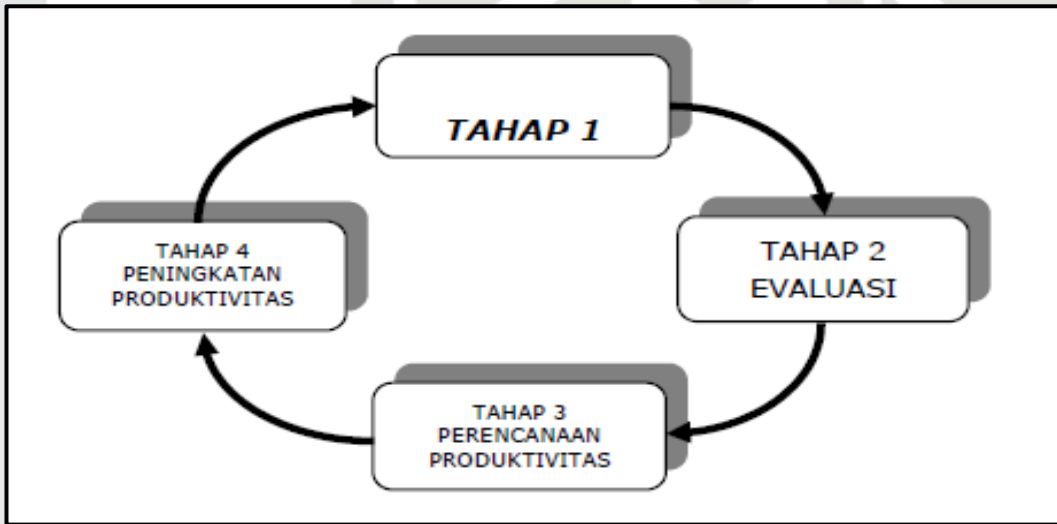 TAHAP 1
TAHAP 2
EVALUASI
TAHAP 3
PERENCANAAN
PRODUKTIVITAS
TAHAP 4
PENINGKATAN
PRODUKTIVITAS